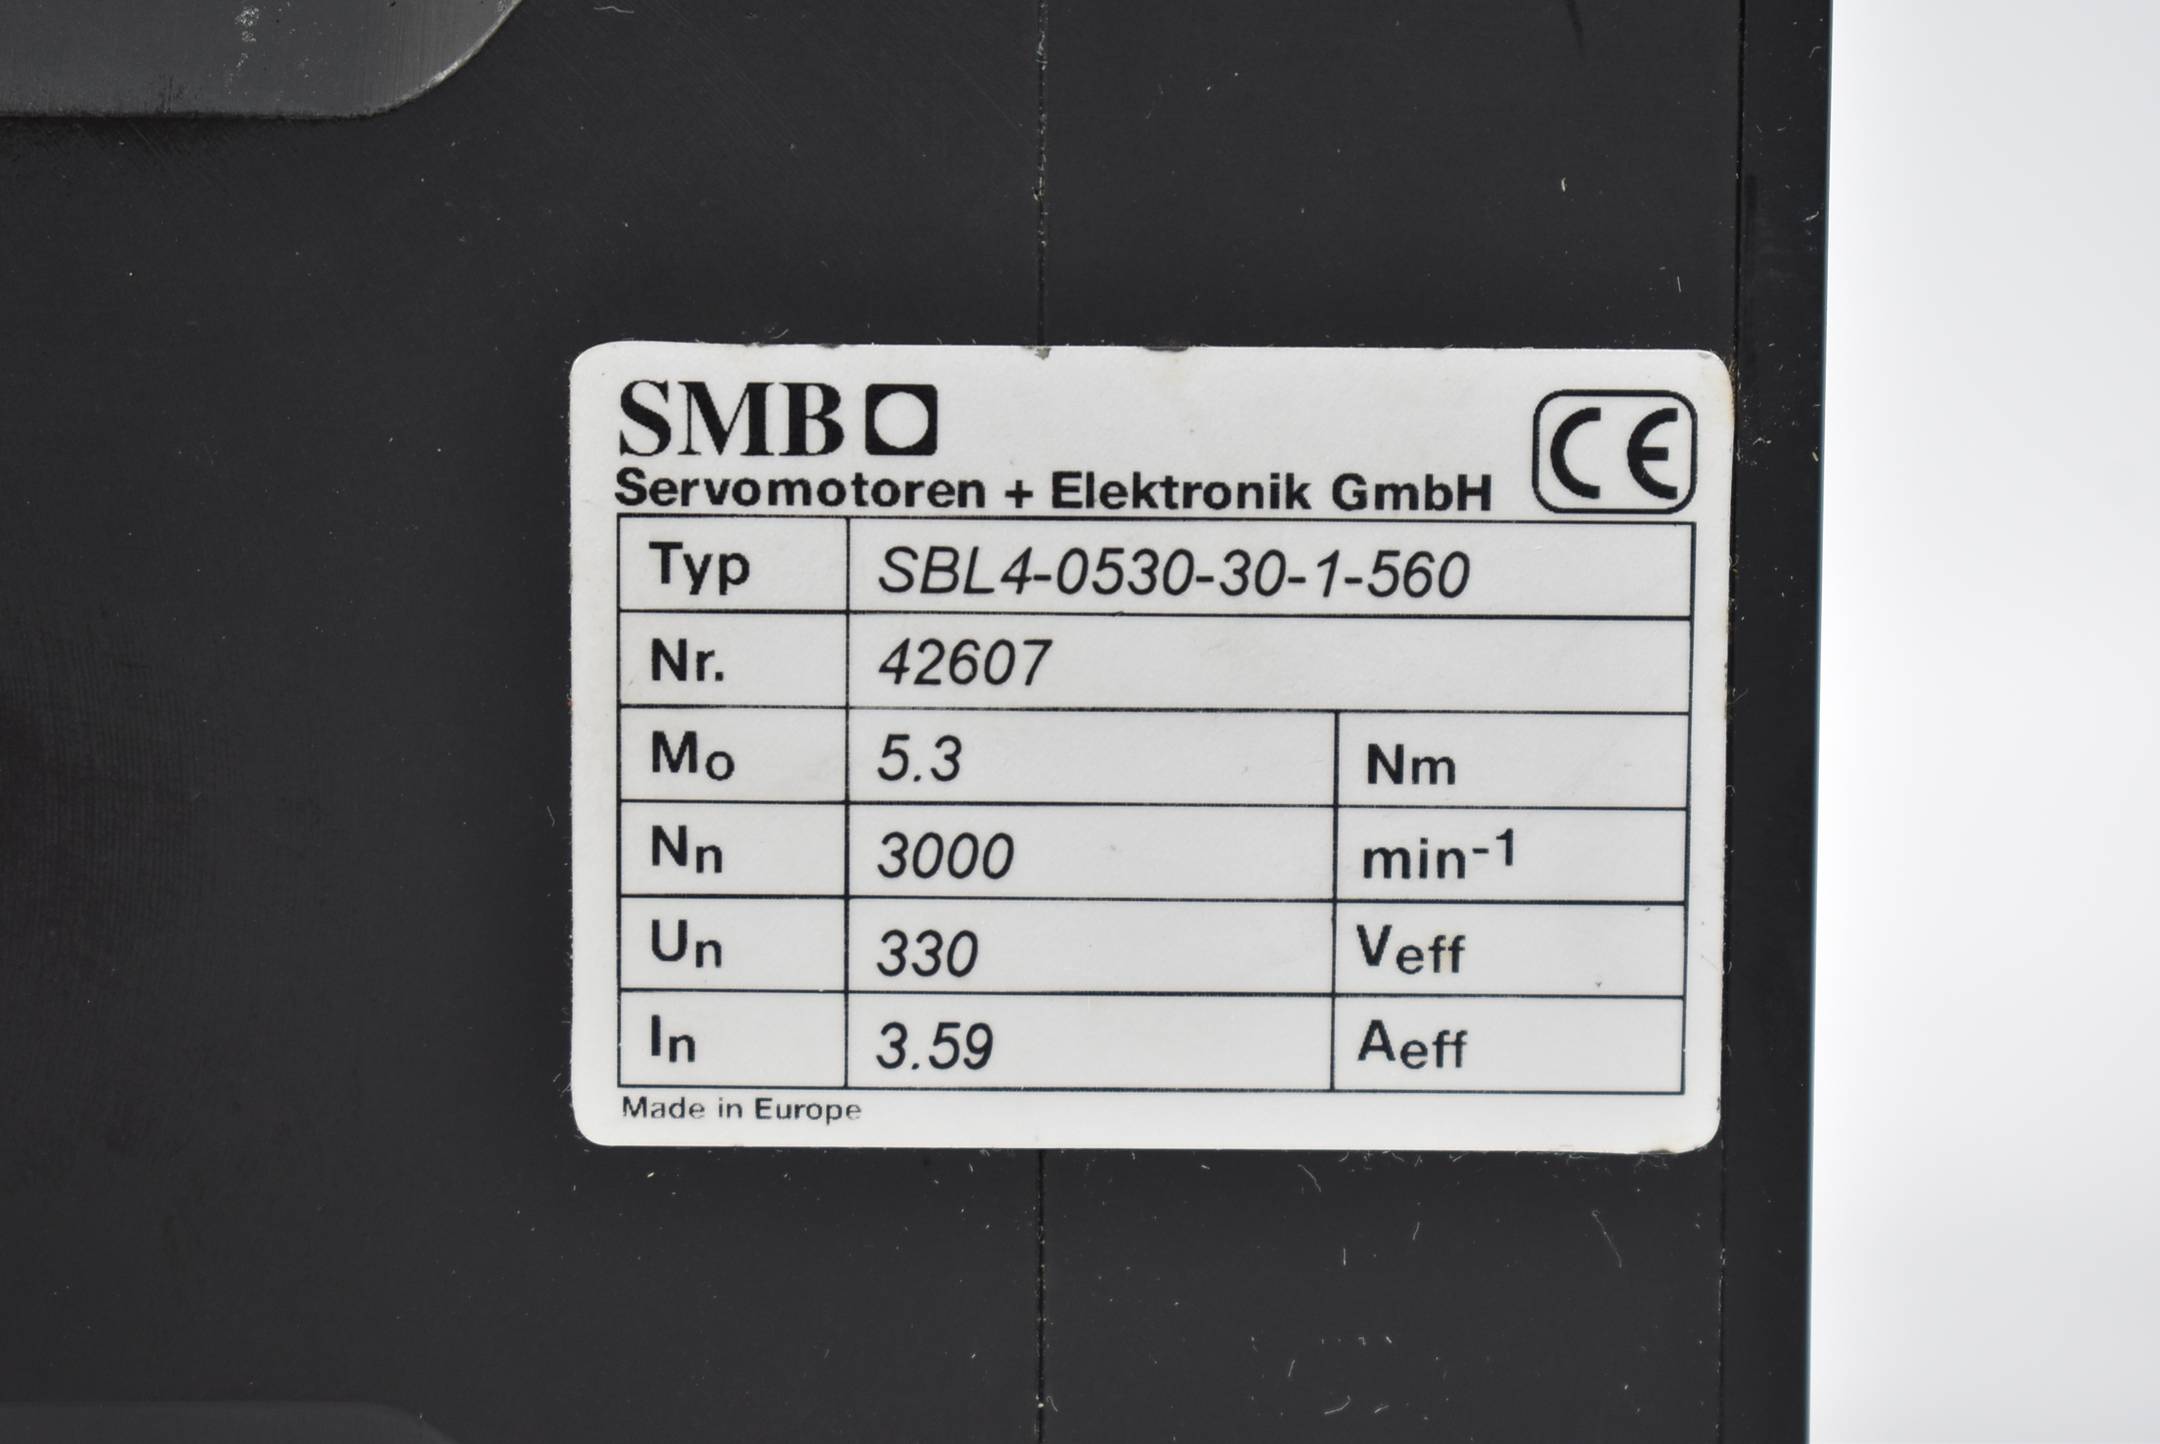 SMB
CE
Servomotoren + Elektronik GmbH
Typ SBL4-0530-30-1-560
Nr. 42607
Mo 5.3 Nm
Nn 3000 min-1
Un 330 Veff
In 3.59 Aeff
Made in Europe